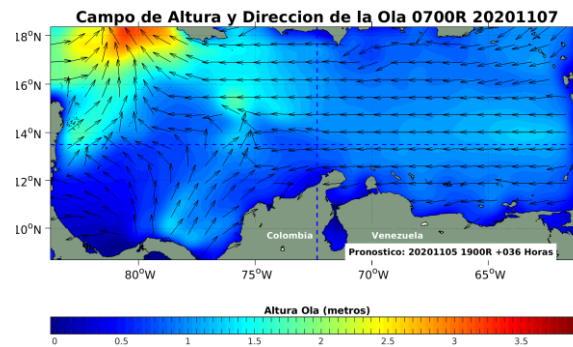 Campo de Altura y Direccion de la Ola 0700R 20201107
18°N
16°N
14°N
12°N
10°N
Colombia
Venezuela
Pronostico: 20201105 1900R +036 Horas
80°W
75°W
70°W
65°W
Altura Ola (metros)
0
0.5
1
1.5
2
2.5
3
3.5